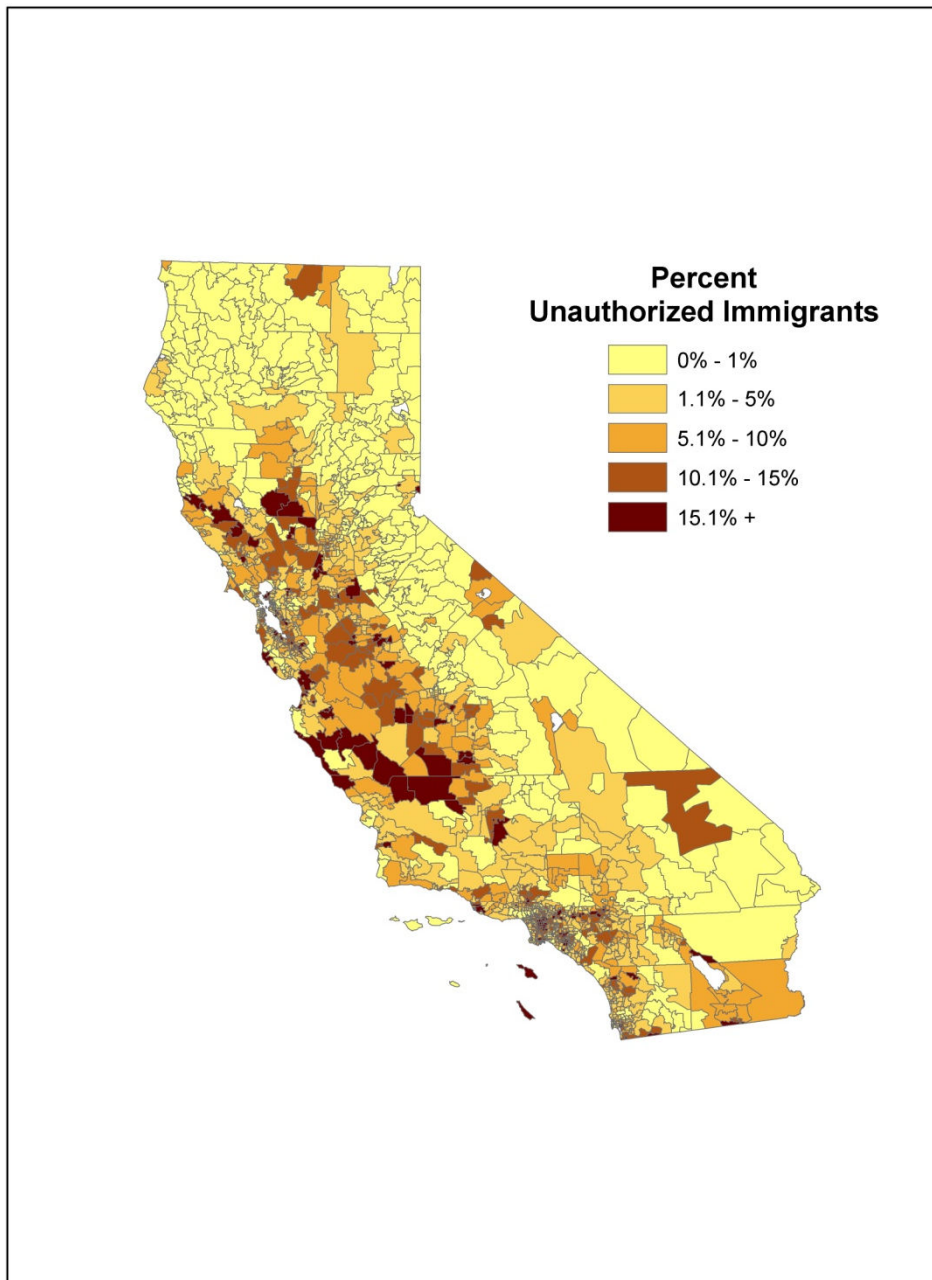 Percent
Unauthorized Immigrants
0% - 1%
1.1% - 5%
5.1% - 10%
10.1% - 15%
15.1% +